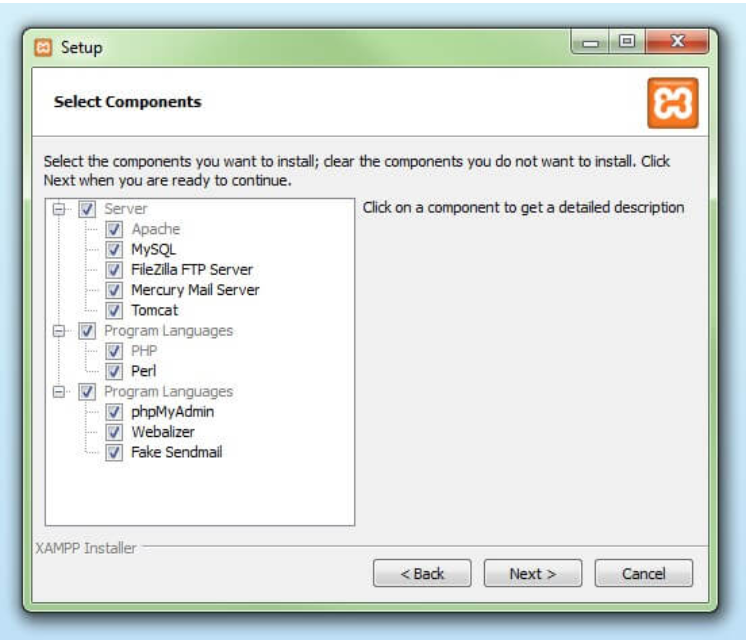 Setup
Select Components
Select the components you want to install; clear the components you do not want to install. Click
Next when you are ready to continue.
Server
Apache
MySQL
FileZilla FTP Server
Mercury Mail Server
Tomcat
Program Languages
PHP
Perl
Program Languages
phpMyAdmin
Webalizer
Fake Sendmail
Click on a component to get a detailed description
XAMPP Installer
< Back
Next >
Cancel